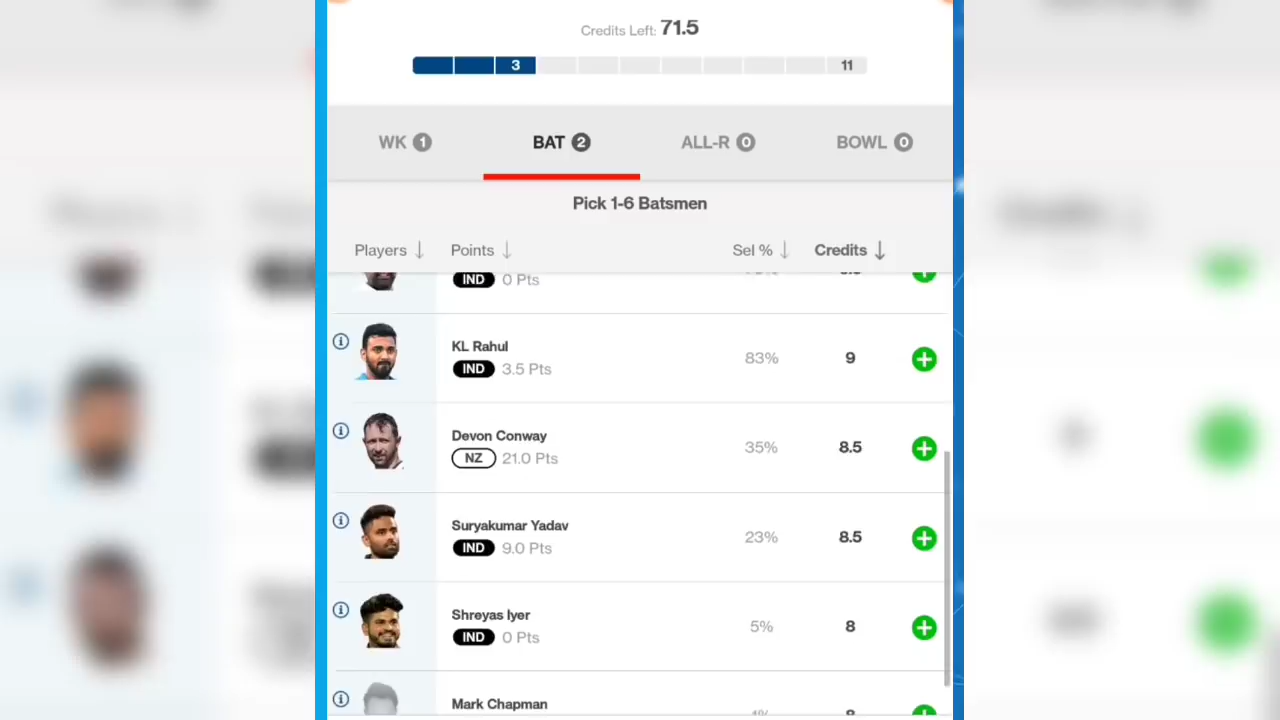 Credits Left: 71.5
3 11
WK 1 BAT 2 ALL-R 0 BOWL 0
Pick 1-6 Batsmen
Players ↓ Points ↓ Sel % ↓ Credits ↓
IND 0 Pts
KL Rahul
IND 3.5 Pts 83% 9
Devon Conway
NZ 21.0 Pts 35% 8.5
Suryakumar Yadav
IND 9.0 Pts 23% 8.5
Shreyas Iyer
IND 0 Pts 5% 8
Mark Chapman